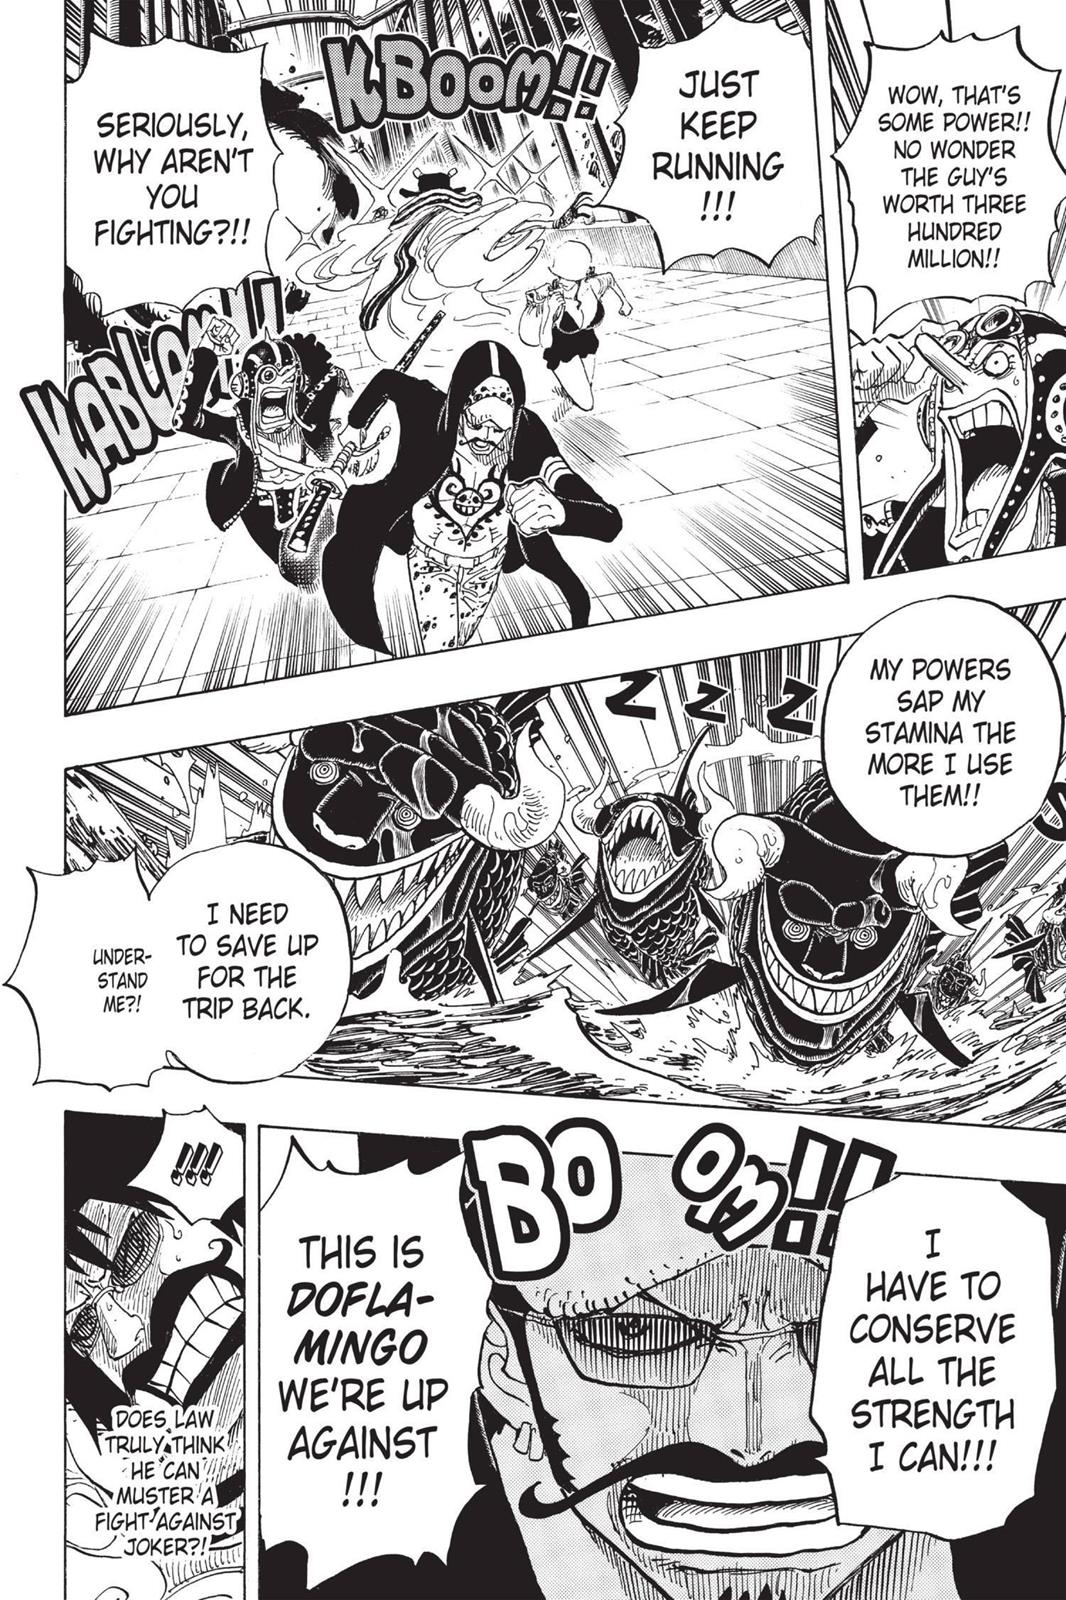 WOW, THAT'S
SOME POWER!!
NO WONDER
THE GUY'S
WORTH THREE
HUNDRED
MILLION!!
JUST
KEEP
RUNNING
!!!
KBOOM!!
SERIOUSLY,
WHY AREN'T
YOU
FIGHTING?!!
MY POWERS
SAP MY
STAMINA THE
MORE I USE
THEM!!
Z Z Z
I NEED
TO SAVE UP
FOR THE
TRIP BACK.
UNDER-
STAND
ME?!
I
HAVE TO
CONSERVE
ALL THE
STRENGTH
I CAN!!!
THIS IS
DOFLA-
MINGO
WE'RE UP
AGAINST
!!!
!!!
DOES LAW
TRULY THINK
HE CAN
MUSTER A
FIGHT AGAINST
JOKER?!